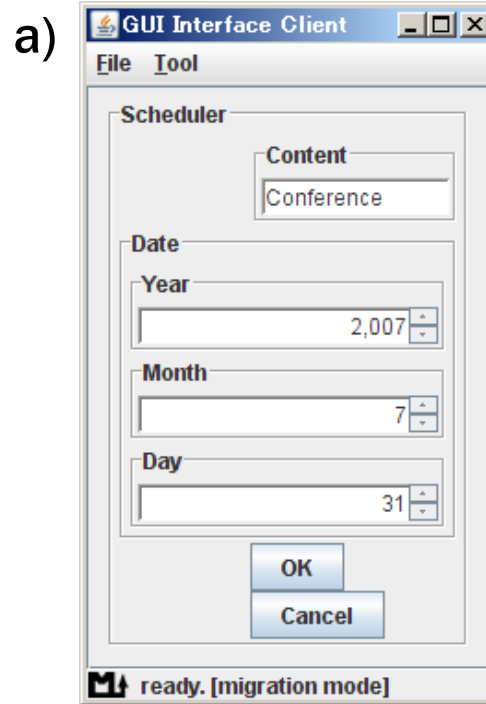 a)
GUI Interface Client
File Tool
Scheduler
Content
Conference
Date
Year
2,007
Month
7
Day
31
OK
Cancel
ready. [migration mode]